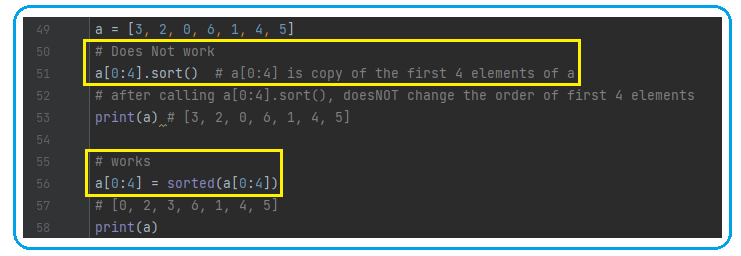 49 a = [3, 2, 0, 6, 1, 4, 5]
50 # Does Not work
51 a[0:4].sort()  # a[0:4] is copy of the first 4 elements of a
52 # after calling a[0:4].sort(), doesNOT change the order of first 4 elements
53 print(a) # [3, 2, 0, 6, 1, 4, 5]
54
55 # works
56 a[0:4] = sorted(a[0:4])
57 # [0, 2, 3, 6, 1, 4, 5]
58 print(a)